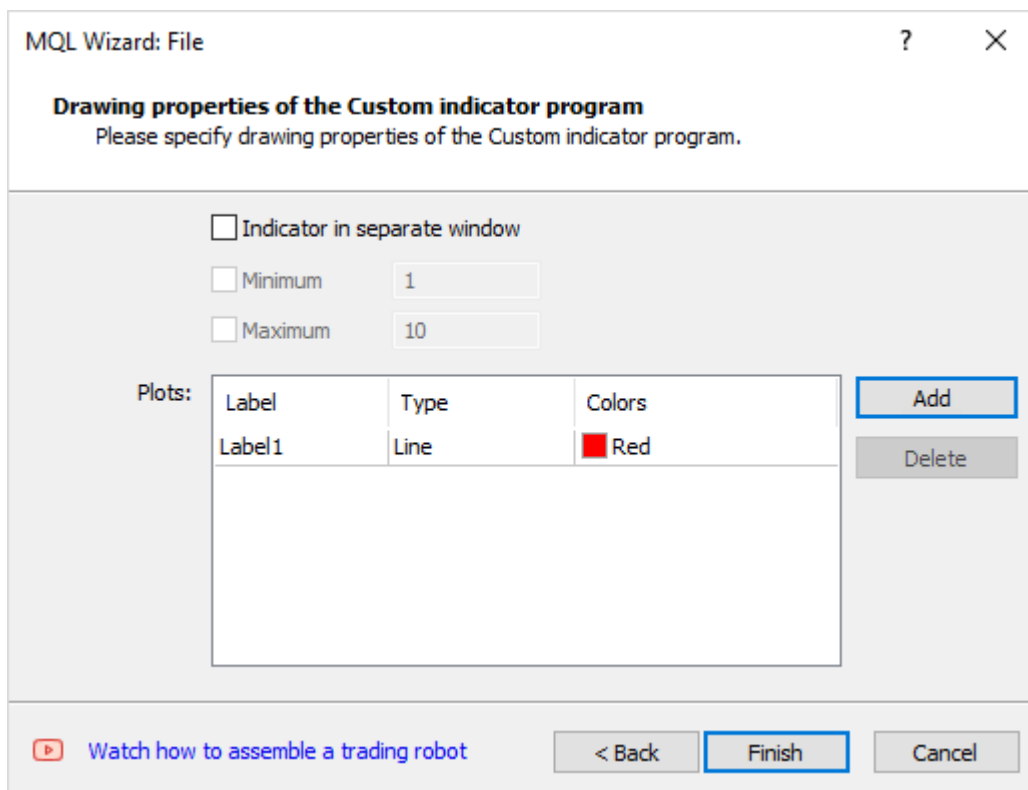 MQL Wizard: File
?
Drawing properties of the Custom indicator program
Please specify drawing properties of the Custom indicator program.
Indicator in separate window
Minimum 1
Maximum 10
Plots:
Label Type Colors
Label1 Line Red
Add
Delete
Watch how to assemble a trading robot
< Back Finish Cancel